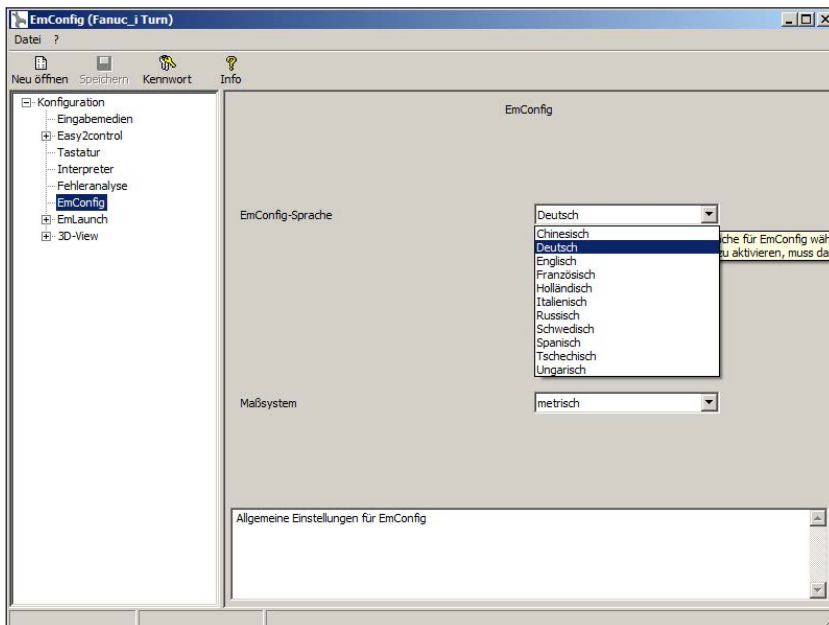 EmConfig (Fanuc_i Turn)
Datei ?
Neu öffnen Speichern Kennwort Info
Konfiguration
Eingabemedien
Easy2control
Tastatur
Interpreter
Fehleranalyse
EmConfig
EmLaunch
3D-View
EmConfig
EmConfig-Sprache
Deutsch
Chinesisch
Deutsch
Englisch
Französisch
Holländisch
Italienisch
Russisch
Schwedisch
Spanisch
Tschechisch
Ungarisch
che für EmConfig wäh
zu aktivieren, muss da
Maßsystem
metrisch
Allgemeine Einstellungen für EmConfig